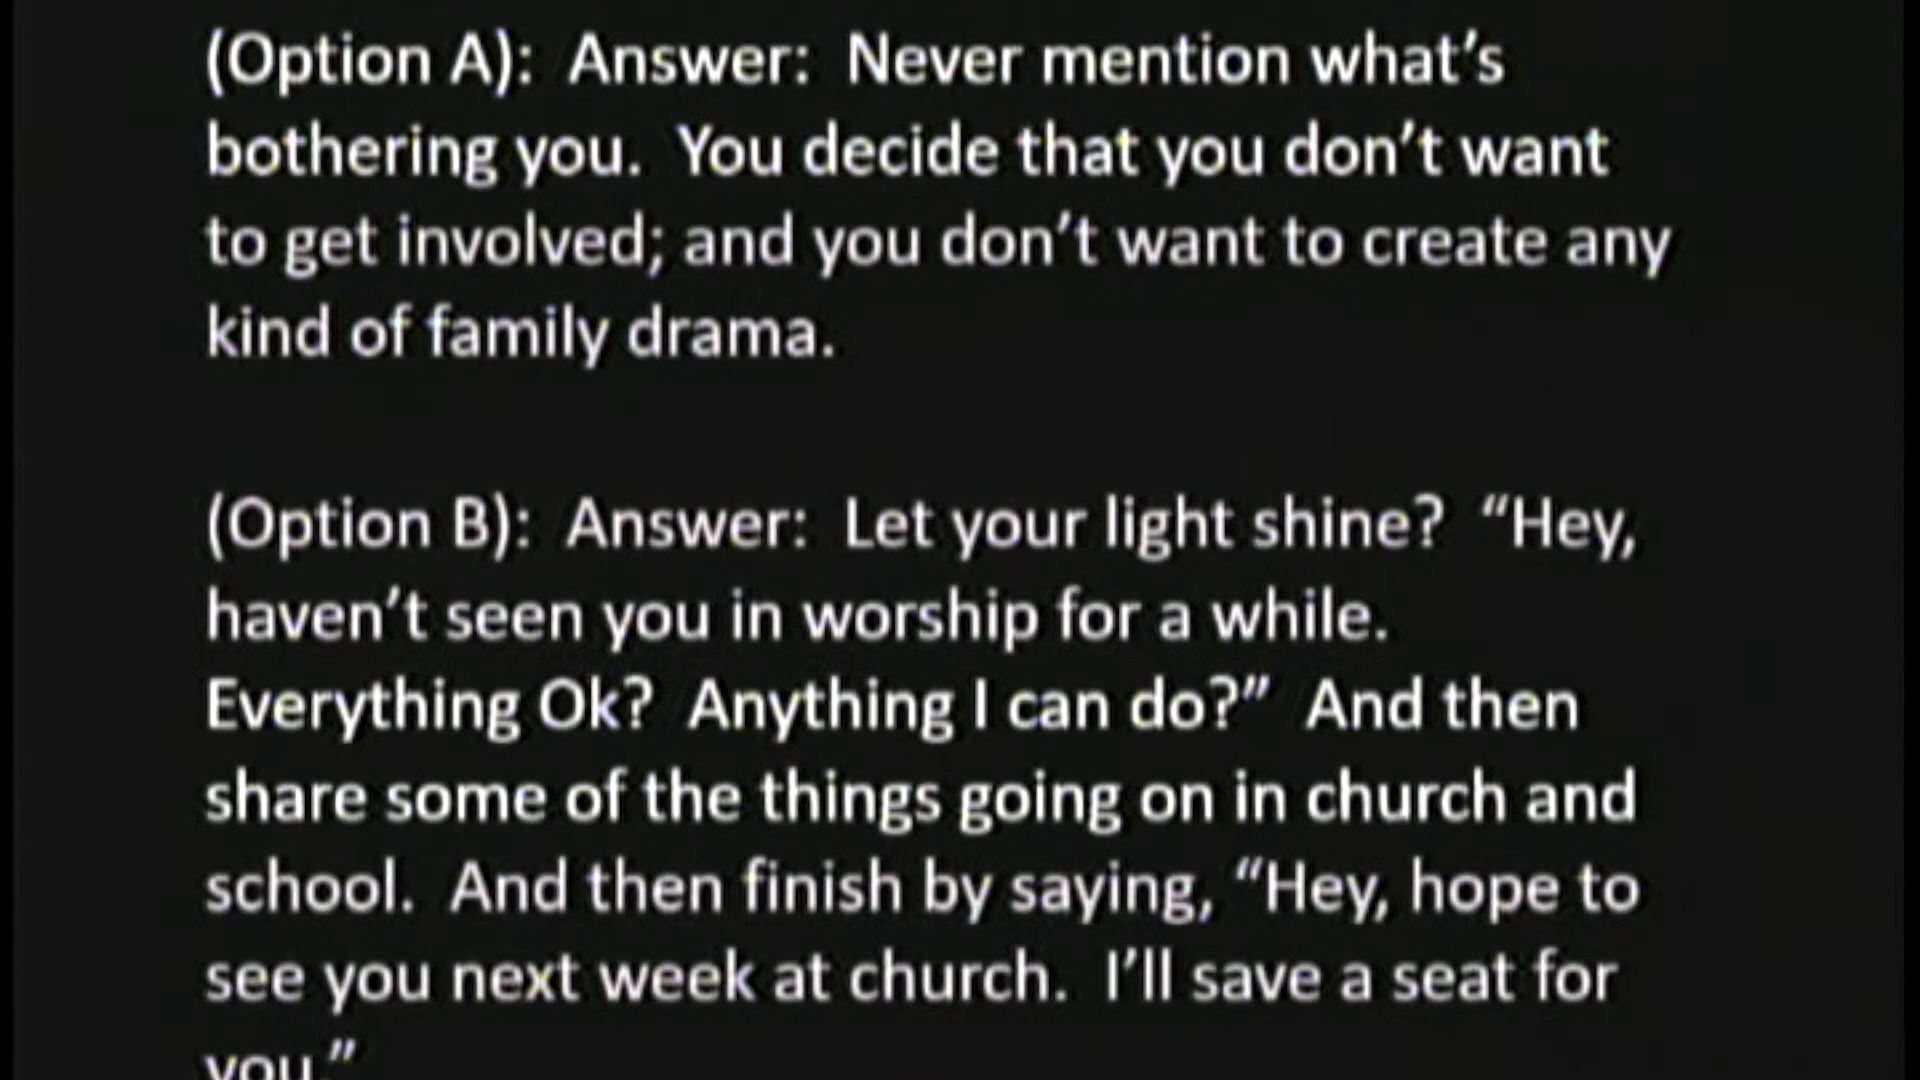 (Option A):  Answer:  Never mention what’s
bothering you.  You decide that you don’t want
to get involved; and you don’t want to create any
kind of family drama.
(Option B):  Answer:  Let your light shine?  “Hey,
haven’t seen you in worship for a while.
Everything Ok?  Anything I can do?”  And then
share some of the things going on in church and
school.  And then finish by saying, “Hey, hope to
see you next week at church.  I’ll save a seat for
you.”